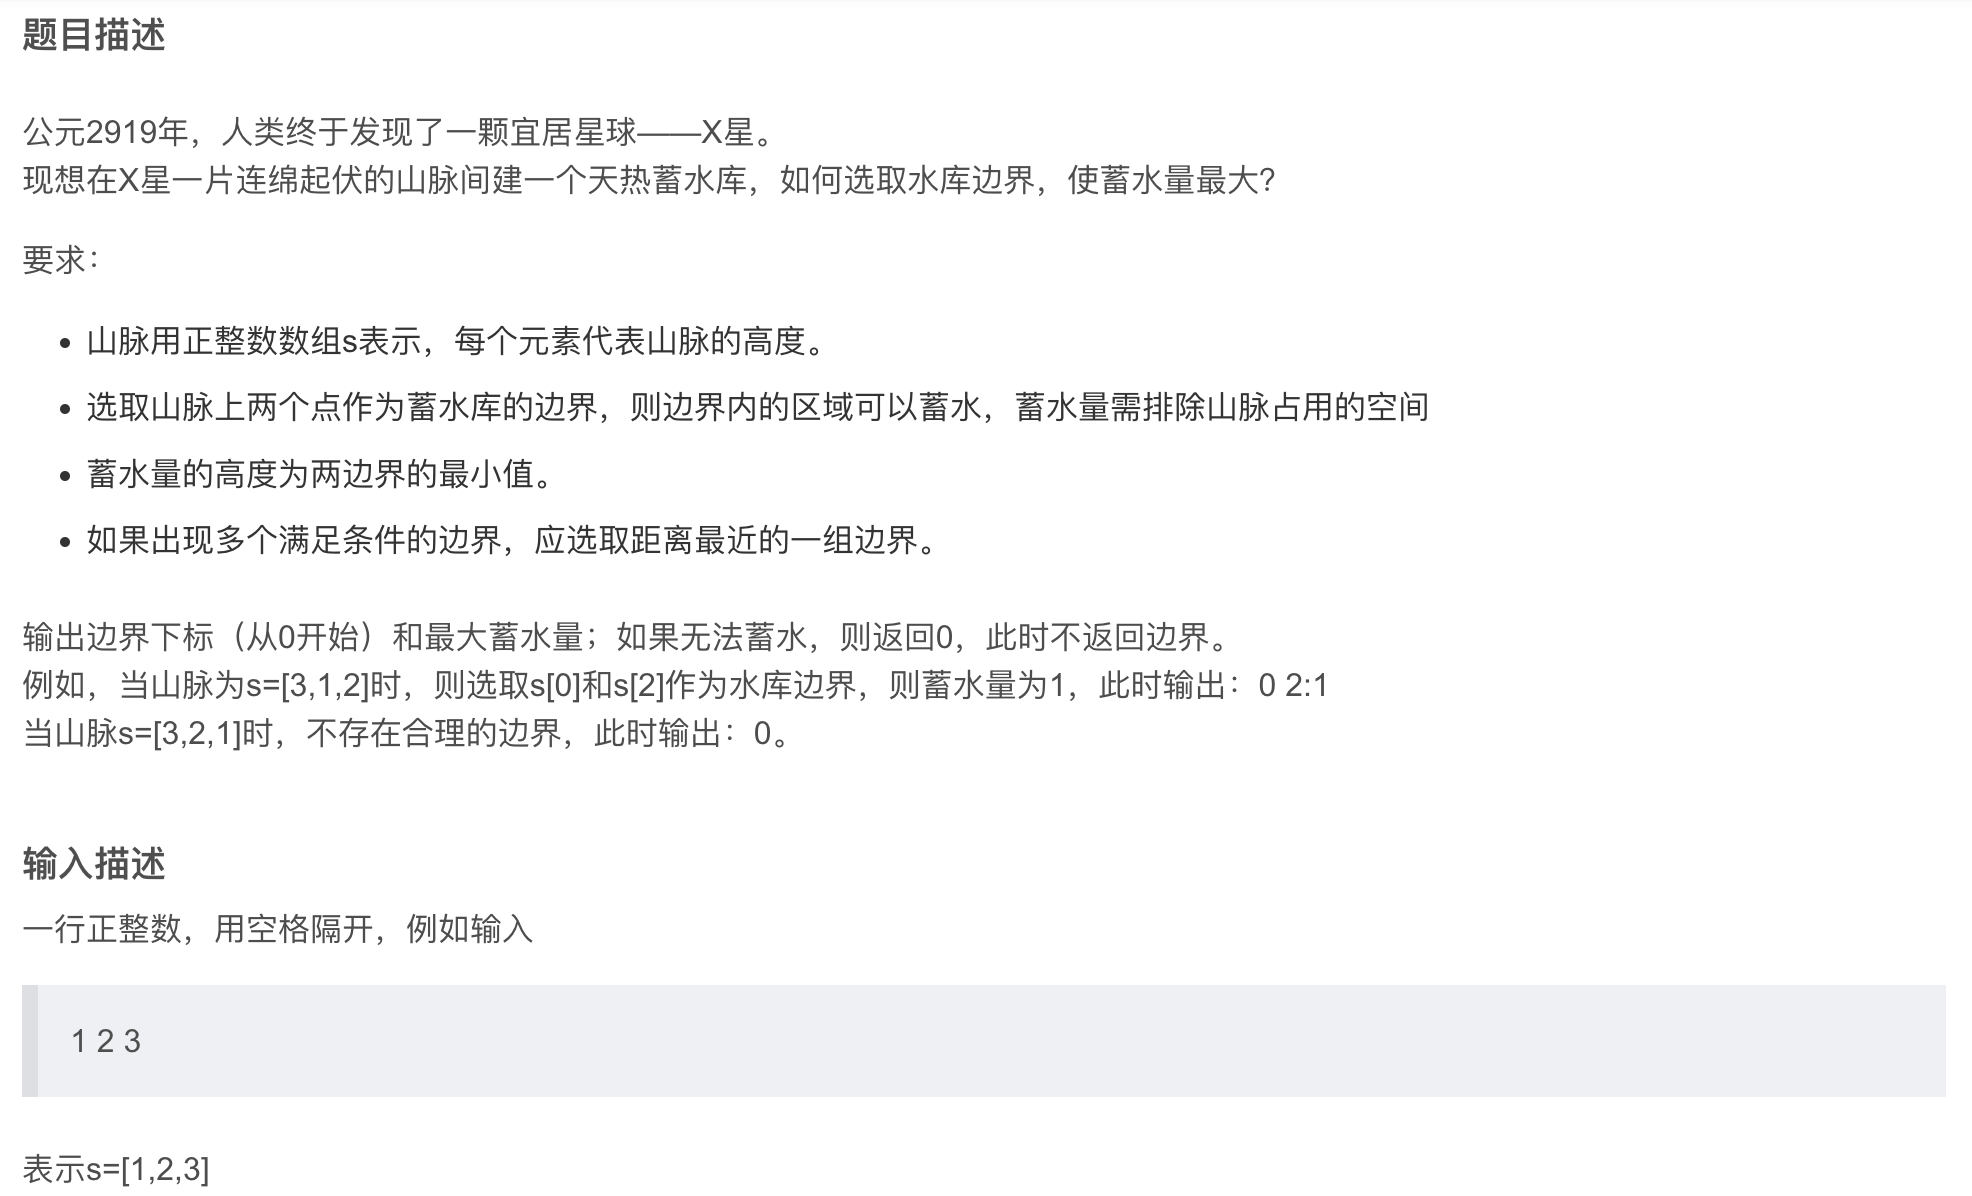 题目描述
公元2919年，人类终于发现了一颗宜居星球——X星。
现想在X星一片连绵起伏的山脉间建一个天热蓄水库，如何选取水库边界，使蓄水量最大？
要求：
• 山脉用正整数数组s表示，每个元素代表山脉的高度。
• 选取山脉上两个点作为蓄水库的边界，则边界内的区域可以蓄水，蓄水量需排除山脉占用的空间
• 蓄水量的高度为两边界的最小值。
• 如果出现多个满足条件的边界，应选取距离最近的一组边界。
输出边界下标（从0开始）和最大蓄水量；如果无法蓄水，则返回0，此时不返回边界。
例如，当山脉为s=[3,1,2]时，则选取s[0]和s[2]作为水库边界，则蓄水量为1，此时输出：0 2:1
当山脉s=[3,2,1]时，不存在合理的边界，此时输出：0。
输入描述
一行正整数，用空格隔开，例如输入
1 2 3
表示s=[1,2,3]